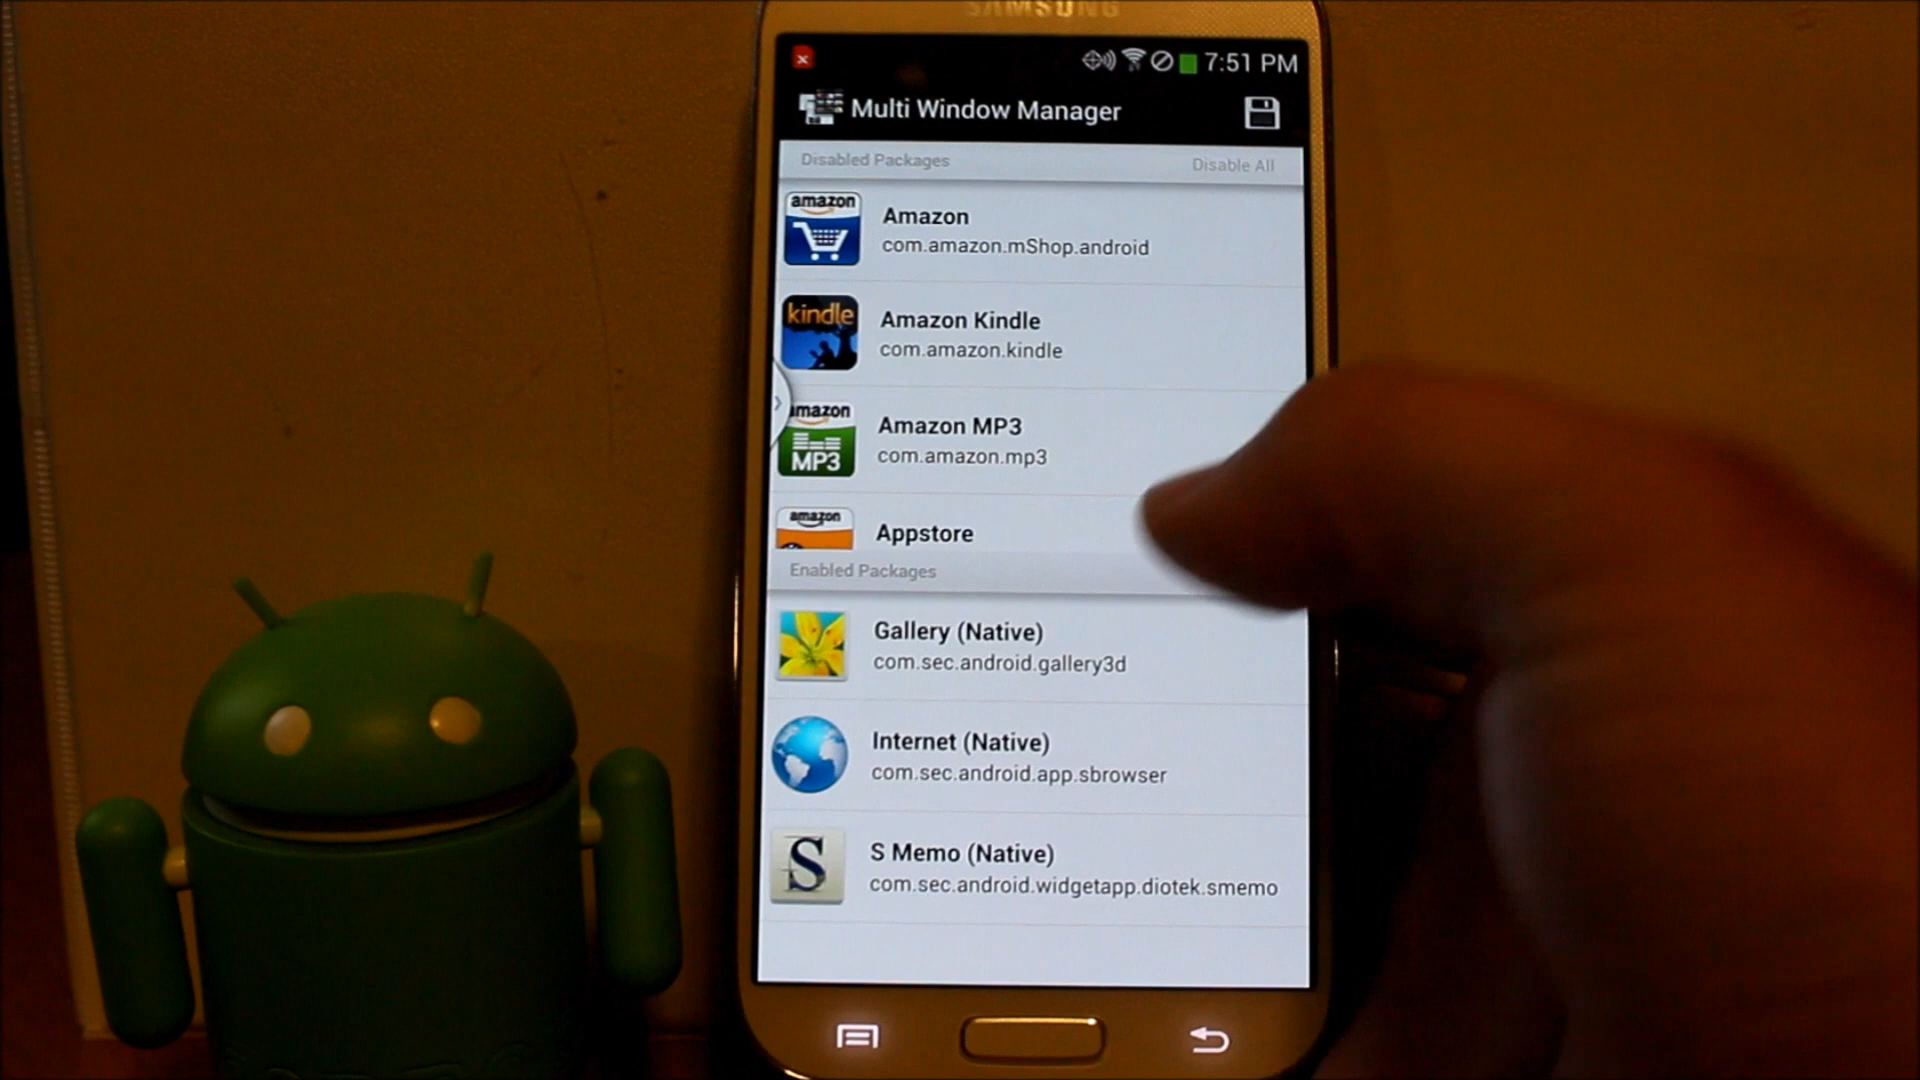 SAMSUNG
7:51 PM
Multi Window Manager
Disabled Packages Disable All
amazon
Amazon
com.amazon.mShop.android
kindle
Amazon Kindle
com.amazon.kindle
amazon
MP3
Amazon MP3
com.amazon.mp3
amazon
Appstore
Enabled Packages
Gallery (Native)
com.sec.android.gallery3d
Internet (Native)
com.sec.android.app.sbrowser
S
S Memo (Native)
com.sec.android.widgetapp.diotek.smemo